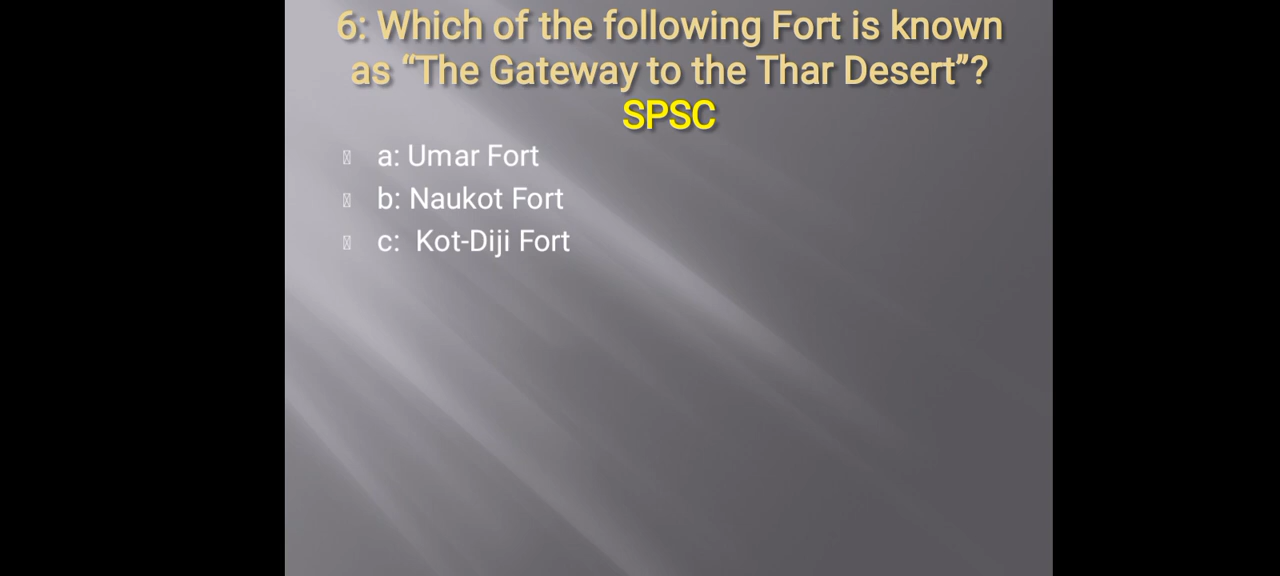 6: Which of the following Fort is known
as “The Gateway to the Thar Desert”?
SPSC
a: Umar Fort
b: Naukot Fort
c: Kot-Diji Fort